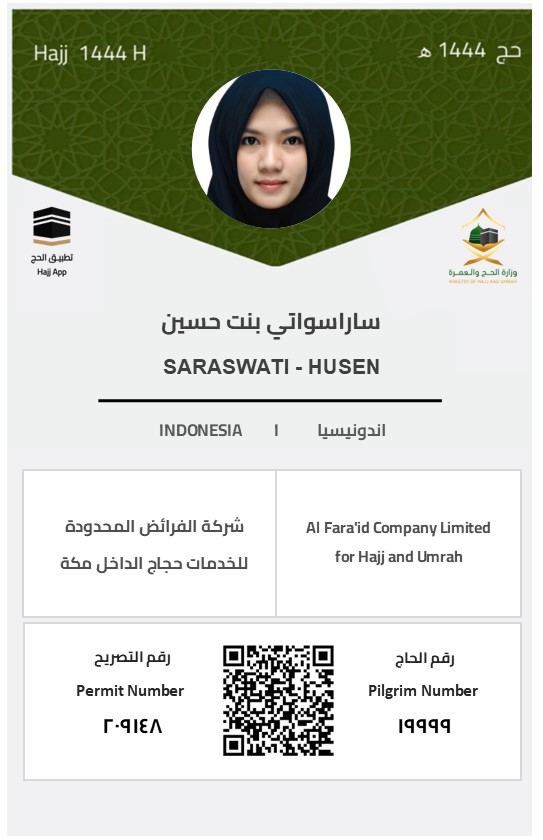 Hajj 1444 H
حج 1444 هـ
تطبيق الحج
Hajj App
وزارة الحج والعمرة
MINISTRY OF HAJJ AND UMRAH
ساراسواتي بنت حسين
SARASWATI - HUSEN
INDONESIA | اندونيسيا
شركة الفرائض المحدودة
للخدمات حجاج الداخل مكة
Al Fara'id Company Limited
for Hajj and Umrah
رقم التصريح
Permit Number
٢٠٩١٤٨
رقم الحاج
Pilgrim Number
١٩٩٩٩